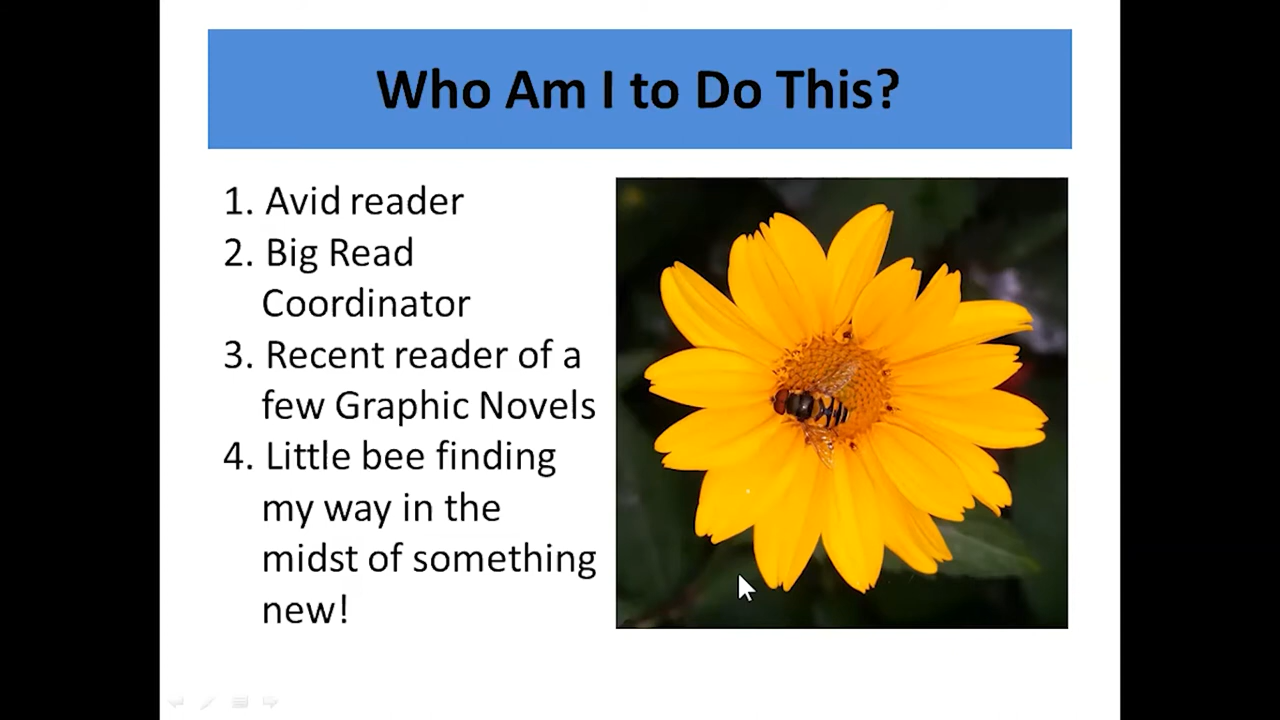 Who Am I to Do This?
1. Avid reader
2. Big Read
Coordinator
3. Recent reader of a
few Graphic Novels
4. Little bee finding
my way in the
midst of something
new!